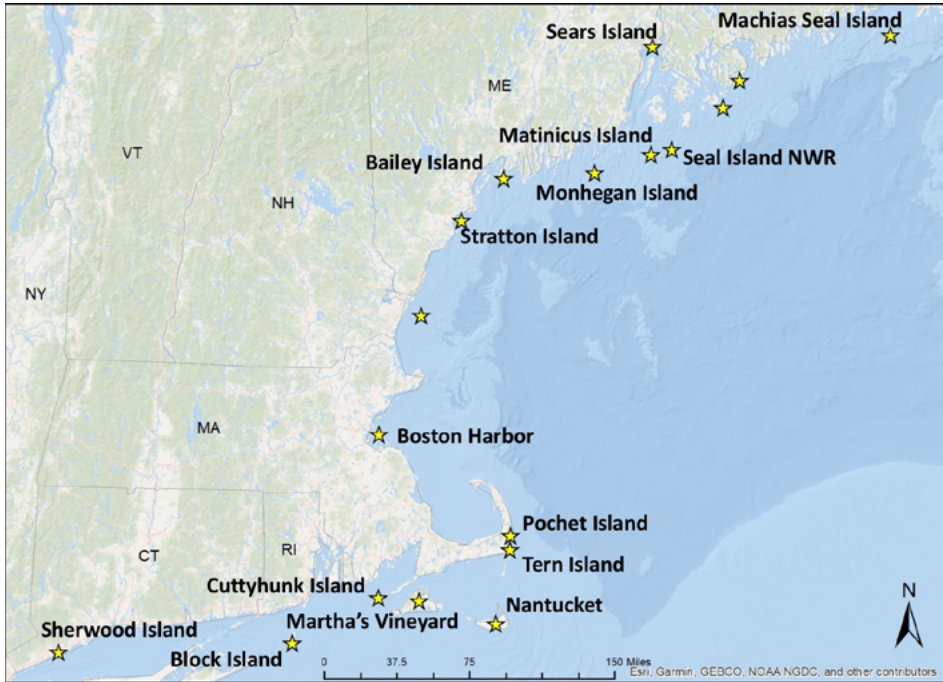 Machias Seal Island
Sears Island
ME
Matinicus Island
VT
Bailey Island
Seal Island NWR
Monhegan Island
NH
Stratton Island
NY
MA
Boston Harbor
Pochet Island
CT
RI
Tern Island
Cuttyhunk Island
N
Nantucket
Martha's Vineyard
Sherwood Island
Block Island
0 37.5 75 150 Miles
Esri, Garmin, GEBCO, NOAA NGDC, and other contributors